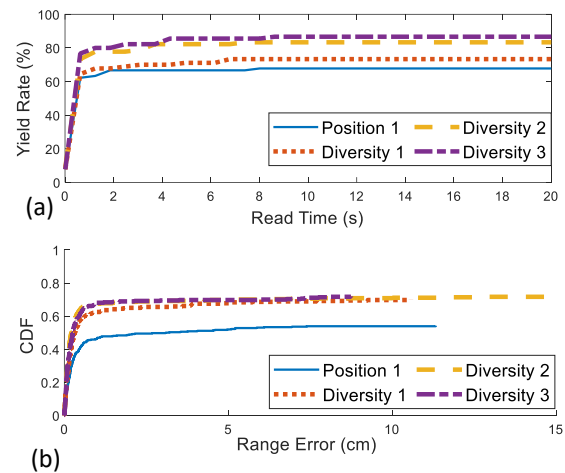 100
80
60
40
20
0
Yield Rate (%)
Position 1
Diversity 2
Diversity 1
Diversity 3
0 2 4 6 8 10 12 14 16 18 20
Read Time (s)
(a)
1
0.8
0.6
0.4
0.2
0
CDF
Position 1
Diversity 2
Diversity 1
Diversity 3
0 5 10 15
Range Error (cm)
(b)